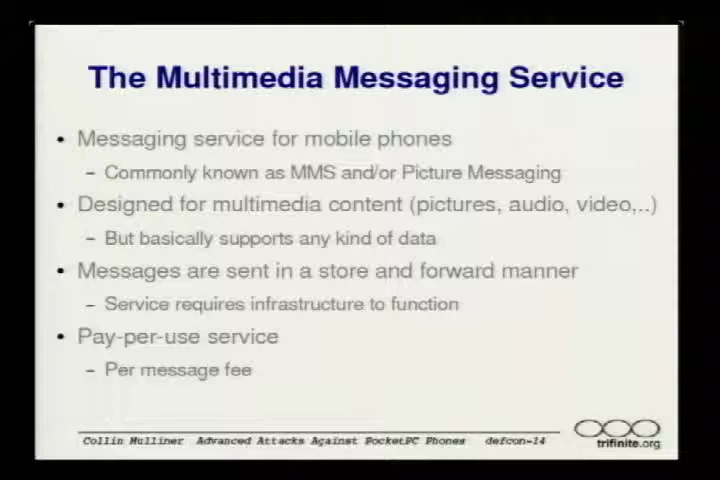 The Multimedia Messaging Service
• Messaging service for mobile phones
– Commonly known as MMS and/or Picture Messaging
• Designed for multimedia content (pictures, audio, video,..)
– But basically supports any kind of data
• Messages are sent in a store and forward manner
– Service requires infrastructure to function
• Pay-per-use service
– Per message fee
Collin Mulliner Advanced Attacks Against PocketPC Phones defcon-14
trifinite.org